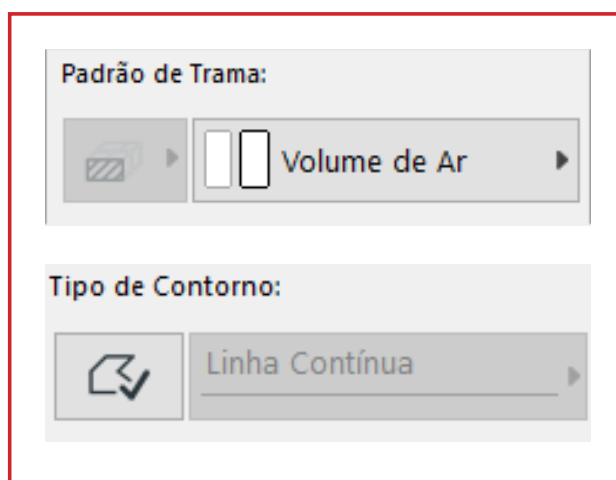 Padrão de Trama:
Volume de Ar
Tipo de Contorno:
Linha Contínua